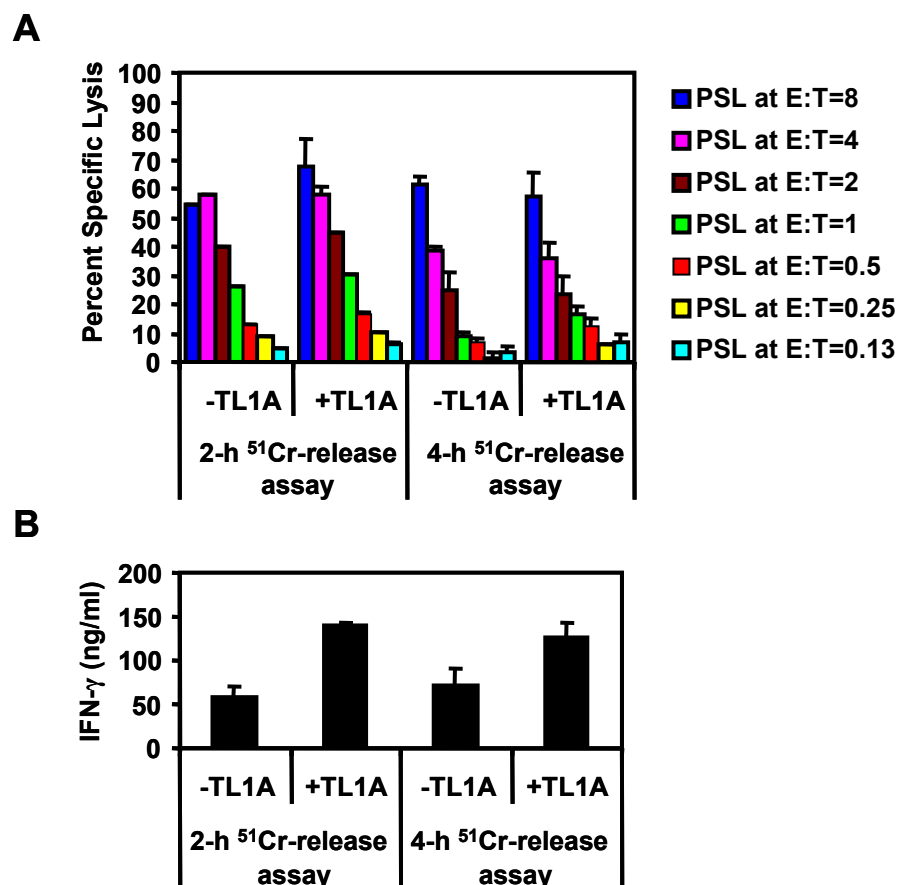 A
Percent Specific Lysis
100
90
80
70
60
50
40
30
20
10
0
-TL1A +TL1A -TL1A +TL1A
2-h ⁵¹Cr-release assay
4-h ⁵¹Cr-release assay
PSL at E:T=8
PSL at E:T=4
PSL at E:T=2
PSL at E:T=1
PSL at E:T=0.5
PSL at E:T=0.25
PSL at E:T=0.13
B
IFN-γ (ng/ml)
200
150
100
50
0
-TL1A +TL1A -TL1A +TL1A
2-h ⁵¹Cr-release
assay
4-h ⁵¹Cr-release
assay